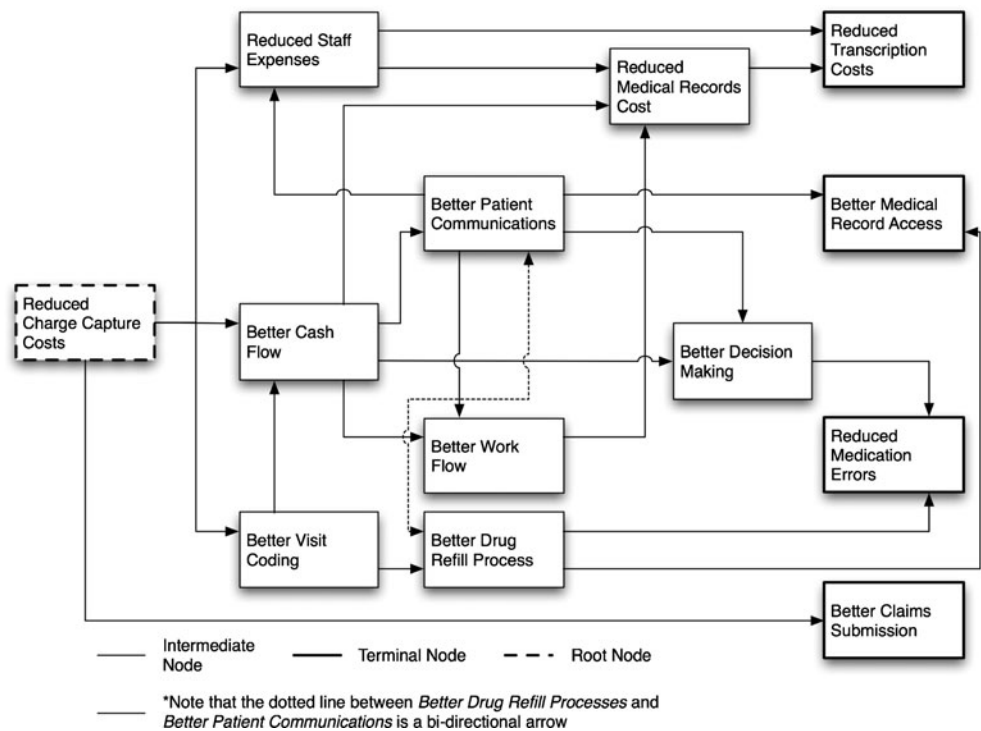 Reduced Staff
Expenses
Reduced
Medical Records
Cost
Reduced
Transcription
Costs
Better Patient
Communications
Better Medical
Record Access
Reduced
Charge Capture
Costs
Better Cash
Flow
Better Decision
Making
Better Work
Flow
Reduced
Medication
Errors
Better Visit
Coding
Better Drug
Refill Process
Better Claims
Submission
Intermediate
Node
Terminal Node
Root Node
*Note that the dotted line between Better Drug Refill Processes and
Better Patient Communications is a bi-directional arrow